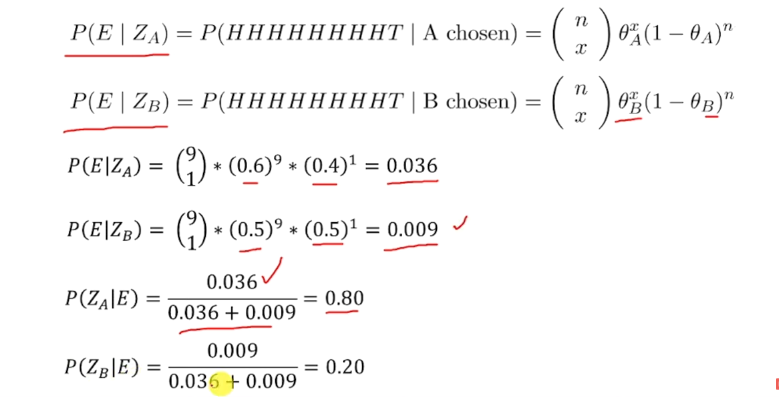 P(E | Z_A) = P(HHHHHHHHHT | A chosen) = (n x) θ_A^x (1 − θ_A)^n
P(E | Z_B) = P(HHHHHHHHHT | B chosen) = (n x) θ_B^x (1 − θ_B)^n
P(E|Z_A) = (9 1) ∗ (0.6)^9 ∗ (0.4)^1 = 0.036
P(E|Z_B) = (9 1) ∗ (0.5)^9 ∗ (0.5)^1 = 0.009
P(Z_A|E) = 0.036 / (0.036 + 0.009) = 0.80
P(Z_B|E) = 0.009 / (0.036 + 0.009) = 0.20